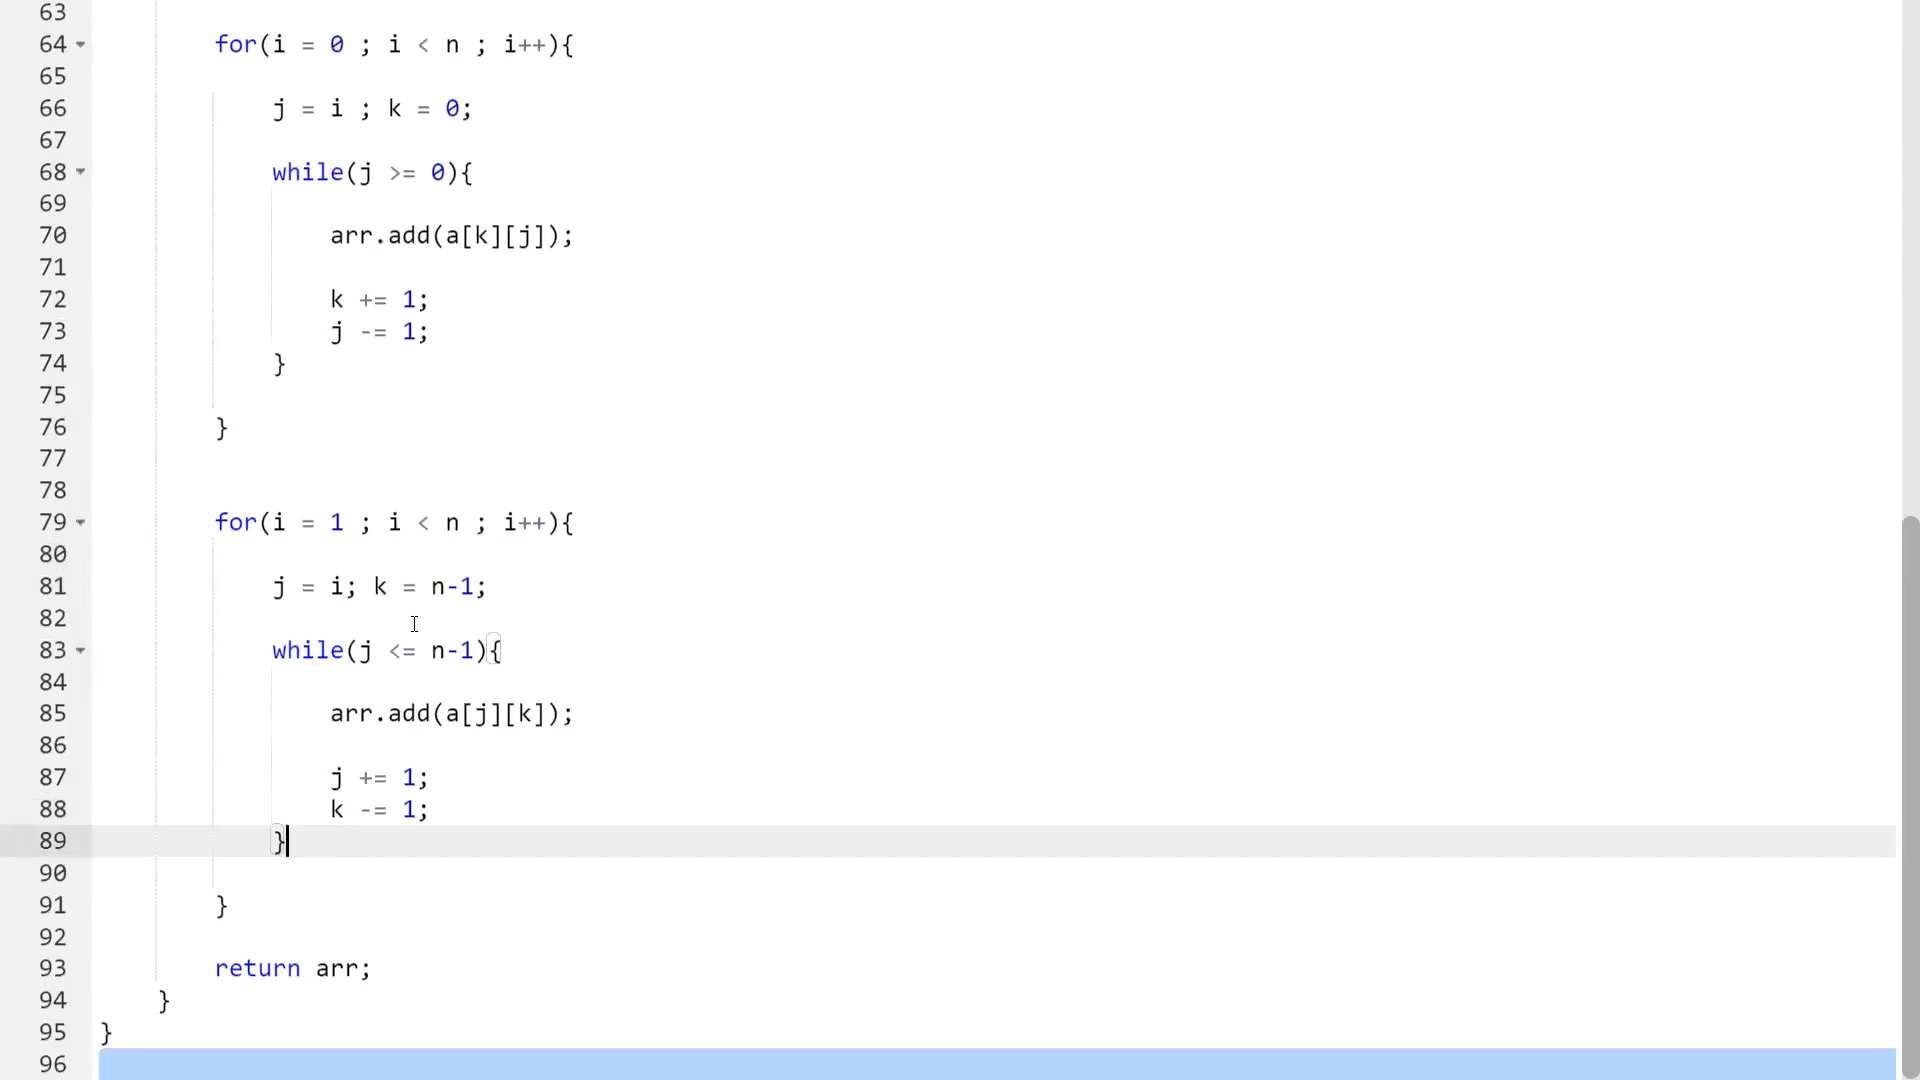 63
64 for(i = 0 ; i < n ; i++){
65
66 j = i ; k = 0;
67
68 while(j >= 0){
69
70 arr.add(a[k][j]);
71
72 k += 1;
73 j -= 1;
74 }
75
76 }
77
78
79 for(i = 1 ; i < n ; i++){
80
81 j = i; k = n-1;
82
83 while(j <= n-1){
84
85 arr.add(a[j][k]);
86
87 j += 1;
88 k -= 1;
89 }
90
91 }
92
93 return arr;
94 }
95 }
96